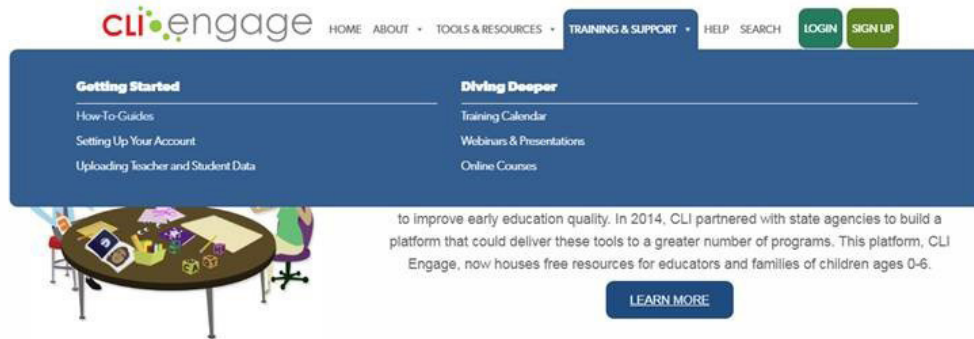 cli engage HOME ABOUT TOOLS & RESOURCES TRAINING & SUPPORT HELP SEARCH LOGIN SIGN UP
Getting Started
How-To-Guides
Setting Up Your Account
Uploading Teacher and Student Data
Diving Deeper
Training Calendar
Webinars & Presentations
Online Courses
to improve early education quality. In 2014, CLI partnered with state agencies to build a
platform that could deliver these tools to a greater number of programs. This platform, CLI
Engage, now houses free resources for educators and families of children ages 0-6.
LEARN MORE